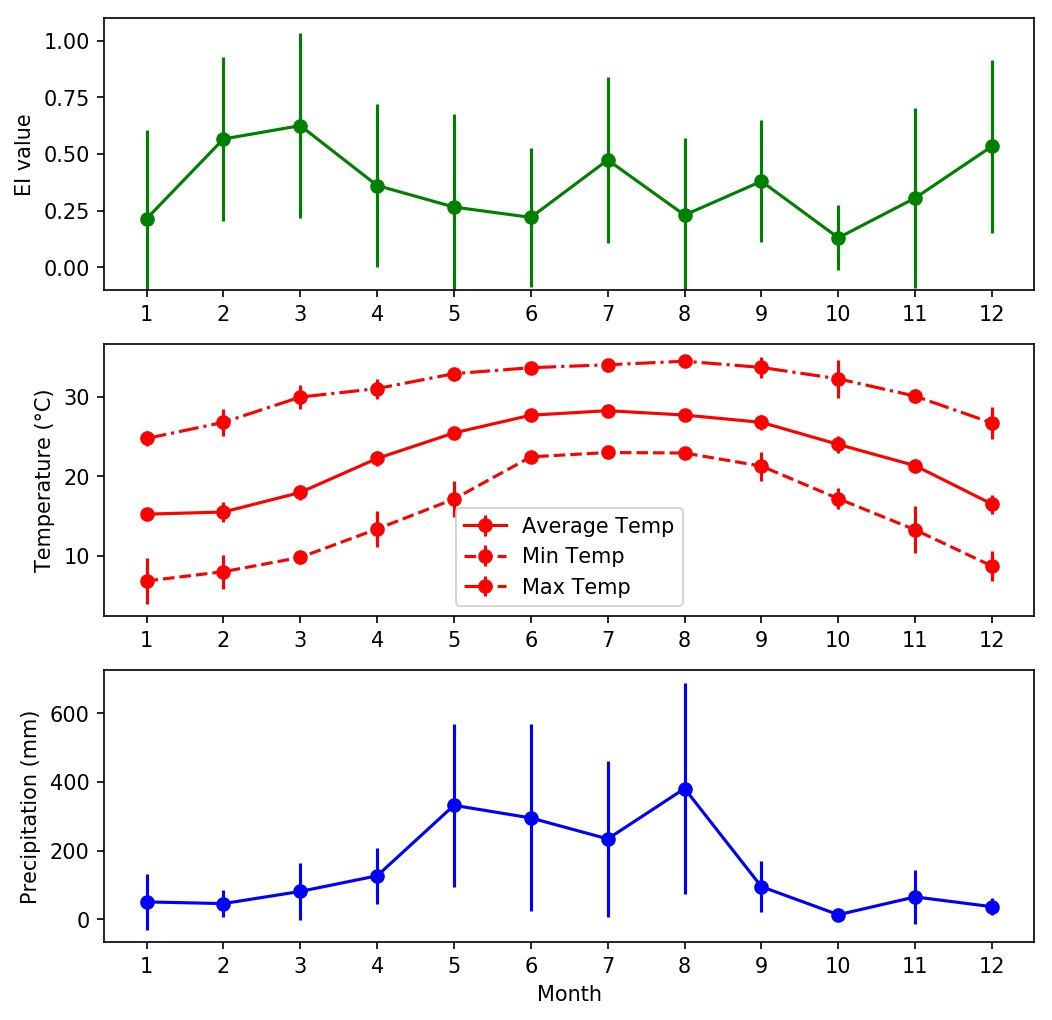 EI value
1.00
0.75
0.50
0.25
0.00
1 2 3 4 5 6 7 8 9 10 11 12
Temperature (°C)
30
20
10
Average Temp
Min Temp
Max Temp
1 2 3 4 5 6 7 8 9 10 11 12
Precipitation (mm)
600
400
200
0
1 2 3 4 5 6 7 8 9 10 11 12
Month